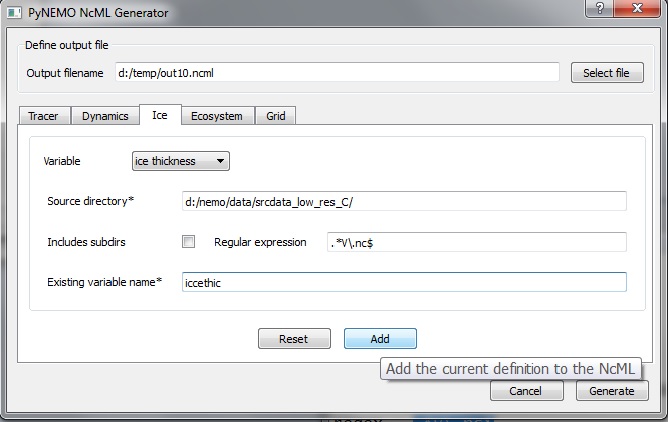 PyNEMO NcML Generator
Define output file
Output filename d:/temp/out10.ncml Select file
Tracer Dynamics Ice Ecosystem Grid
Variable ice thickness
Source directory* d:/nemo/data/srcdata_low_res_C/
Includes subdirs Regular expression .*V\.nc$
Existing variable name* iccethic
Reset Add
Add the current definition to the NcML
Cancel Generate